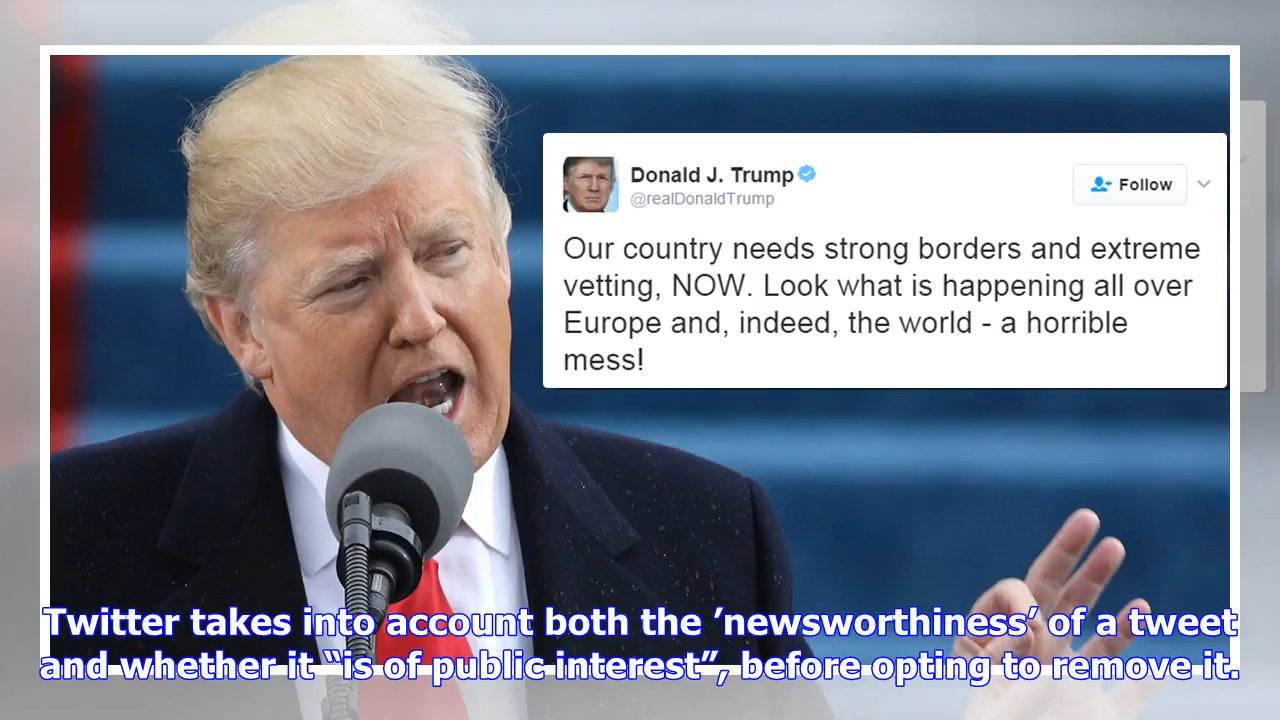 Donald J. Trump
@realDonaldTrump
Follow
Our country needs strong borders and extreme
vetting, NOW. Look what is happening all over
Europe and, indeed, the world - a horrible
mess!
Twitter takes into account both the ’newsworthiness’ of a tweet
and whether it “is of public interest”, before opting to remove it.